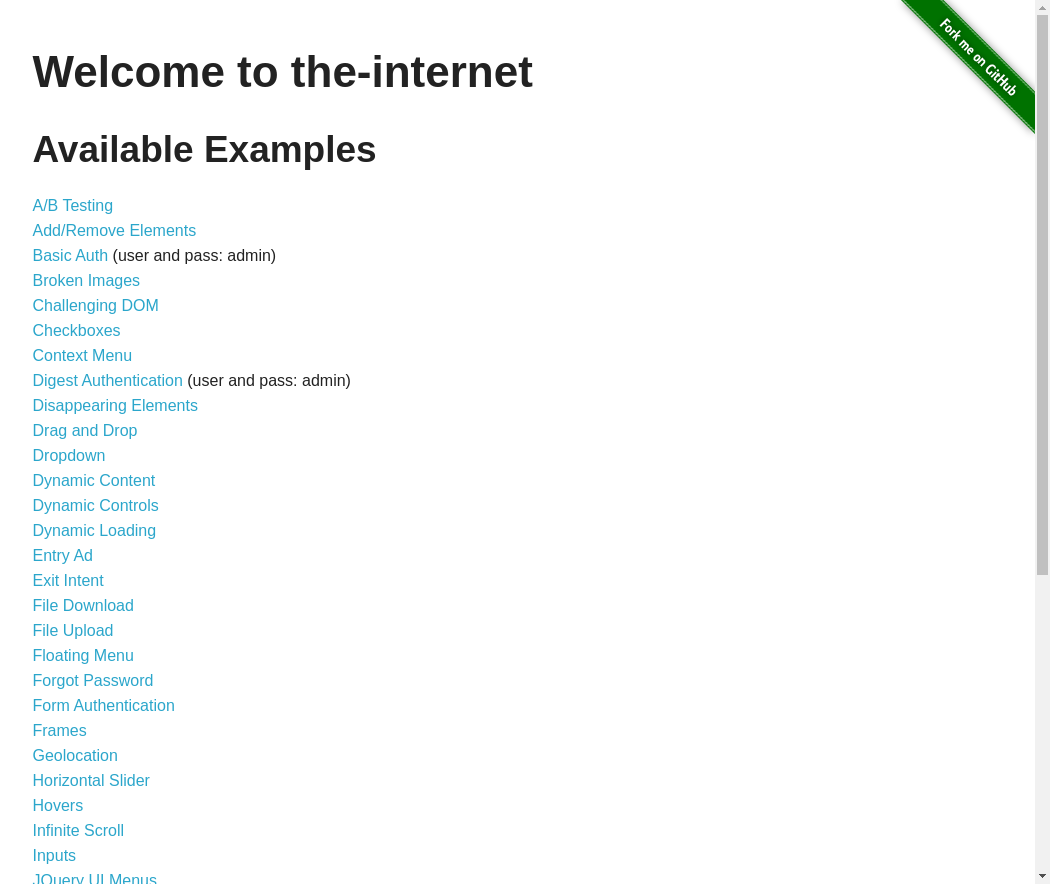 Fork me on GitHub
Welcome to the-internet
Available Examples
A/B Testing
Add/Remove Elements
Basic Auth (user and pass: admin)
Broken Images
Challenging DOM
Checkboxes
Context Menu
Digest Authentication (user and pass: admin)
Disappearing Elements
Drag and Drop
Dropdown
Dynamic Content
Dynamic Controls
Dynamic Loading
Entry Ad
Exit Intent
File Download
File Upload
Floating Menu
Forgot Password
Form Authentication
Frames
Geolocation
Horizontal Slider
Hovers
Infinite Scroll
Inputs
JQuery UI Menus